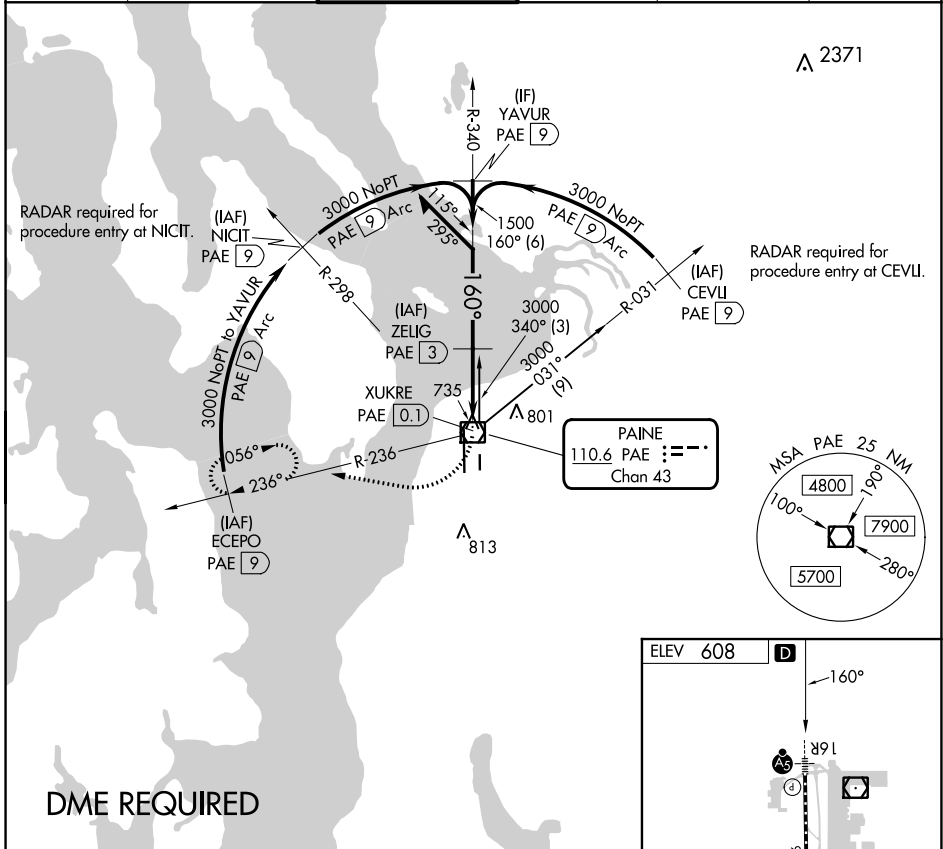 2371
(IF)
YAVUR
PAE 9
R-340
3000 NoPT
PAE 9 Arc
115°
295°
1500
160° (6)
3000 NoPT
PAE 9 Arc
RADAR required for
procedure entry at NICIT.
(IAF)
NICIT
PAE 9
R-298
RADAR required for
procedure entry at CEVLI.
(IAF)
CEVLI
PAE 9
R-031
160°
(IAF)
ZELIG
PAE 3
3000
340° (3)
3000
031°
(9)
3000 NoPT to YAVUR
PAE 9 Arc
XUKRE
PAE 0.1
735
801
PAINE
110.6 PAE
Chan 43
R-236
056°
236°
(IAF)
ECEPO
PAE 9
813
MSA PAE 25 NM
4800
190°
100°
7900
280°
5700
ELEV 608
D
160°
16R
A5
P
DME REQUIRED